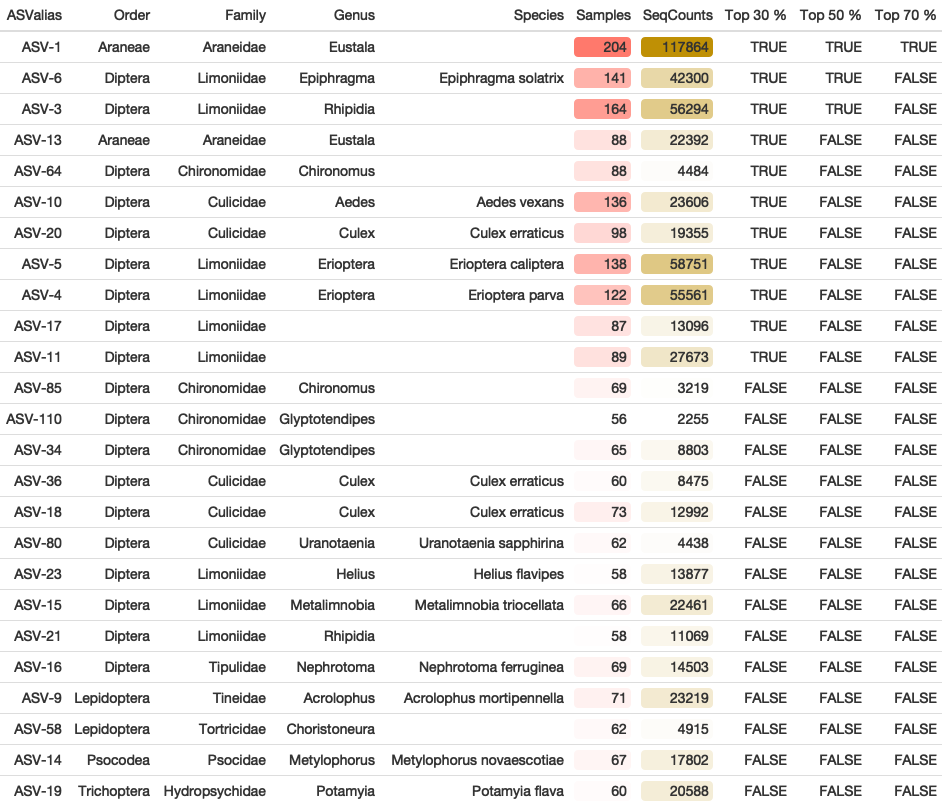 ASValias Order Family Genus Species Samples SeqCounts Top 30 % Top 50 % Top 70 %
ASV-1 Araneae Araneidae Eustala 204 117864 TRUE TRUE TRUE
ASV-6 Diptera Limoniidae Epiphragma Epiphragma solatrix 141 42300 TRUE TRUE FALSE
ASV-3 Diptera Limoniidae Rhipidia 164 56294 TRUE TRUE FALSE
ASV-13 Araneae Araneidae Eustala 88 22392 TRUE FALSE FALSE
ASV-64 Diptera Chironomidae Chironomus 88 4484 TRUE FALSE FALSE
ASV-10 Diptera Culicidae Aedes Aedes vexans 136 23606 TRUE FALSE FALSE
ASV-20 Diptera Culicidae Culex Culex erraticus 98 19355 TRUE FALSE FALSE
ASV-5 Diptera Limoniidae Erioptera Erioptera caliptera 138 58751 TRUE FALSE FALSE
ASV-4 Diptera Limoniidae Erioptera Erioptera parva 122 55561 TRUE FALSE FALSE
ASV-17 Diptera Limoniidae 87 13096 TRUE FALSE FALSE
ASV-11 Diptera Limoniidae 89 27673 TRUE FALSE FALSE
ASV-85 Diptera Chironomidae Chironomus 69 3219 FALSE FALSE FALSE
ASV-110 Diptera Chironomidae Glyptotendipes 56 2255 FALSE FALSE FALSE
ASV-34 Diptera Chironomidae Glyptotendipes 65 8803 FALSE FALSE FALSE
ASV-36 Diptera Culicidae Culex Culex erraticus 60 8475 FALSE FALSE FALSE
ASV-18 Diptera Culicidae Culex Culex erraticus 73 12992 FALSE FALSE FALSE
ASV-80 Diptera Culicidae Uranotaenia Uranotaenia sapphirina 62 4438 FALSE FALSE FALSE
ASV-23 Diptera Limoniidae Helius Helius flavipes 58 13877 FALSE FALSE FALSE
ASV-15 Diptera Limoniidae Metalimnobia Metalimnobia triocellata 66 22461 FALSE FALSE FALSE
ASV-21 Diptera Limoniidae Rhipidia 58 11069 FALSE FALSE FALSE
ASV-16 Diptera Tipulidae Nephrotoma Nephrotoma ferruginea 69 14503 FALSE FALSE FALSE
ASV-9 Lepidoptera Tineidae Acrolophus Acrolophus mortipennella 71 23219 FALSE FALSE FALSE
ASV-58 Lepidoptera Tortricidae Choristoneura 62 4915 FALSE FALSE FALSE
ASV-14 Psocodea Psocidae Metylophorus Metylophorus novaescotiae 67 17802 FALSE FALSE FALSE
ASV-19 Trichoptera Hydropsychidae Potamyia Potamyia flava 60 20588 FALSE FALSE FALSE